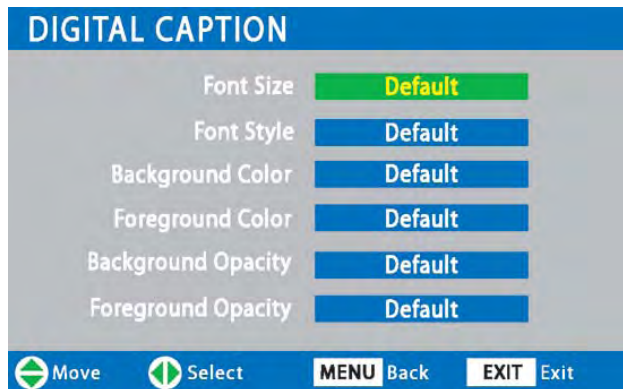 DIGITAL CAPTION
Font Size Default
Font Style Default
Background Color Default
Foreground Color Default
Background Opacity Default
Foreground Opacity Default
Move Select MENU Back EXIT Exit